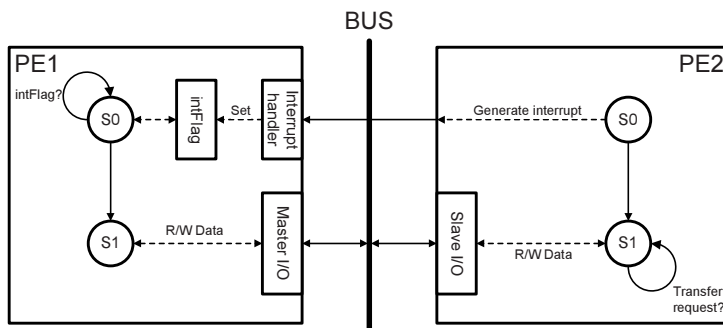 BUS
PE1
PE2
intFlag?
S0
intFlag
Set
Interrupt
handler
Generate interrupt
S0
S1
R/W Data
Master I/O
Slave I/O
R/W Data
S1
Transfer
request?